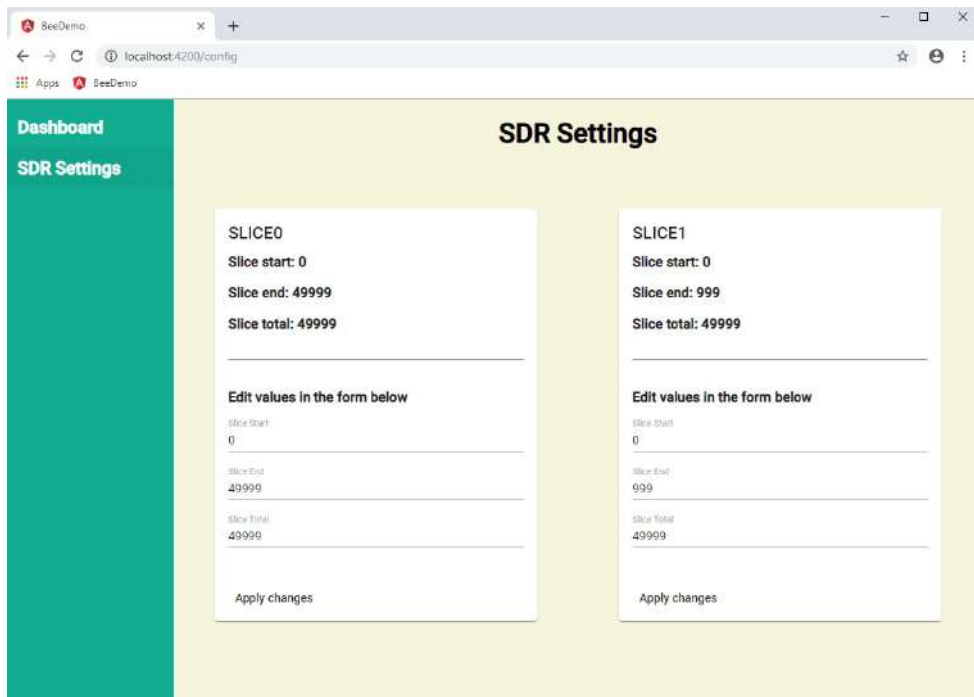 BeeDemo
localhost:4200/config
Apps BeeDemo
Dashboard
SDR Settings
SDR Settings
SLICE0
Slice start: 0
Slice end: 49999
Slice total: 49999
Edit values in the form below
Slice Start
0
Slice End
49999
Slice Total
49999
Apply changes
SLICE1
Slice start: 0
Slice end: 999
Slice total: 49999
Edit values in the form below
Slice Start
0
Slice End
999
Slice Total
49999
Apply changes